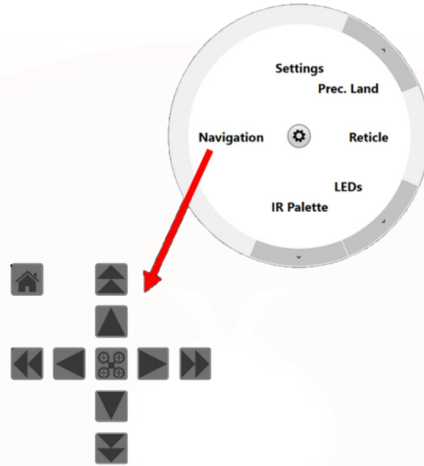 Settings
Prec. Land
Navigation
Reticle
LEDs
IR Palette